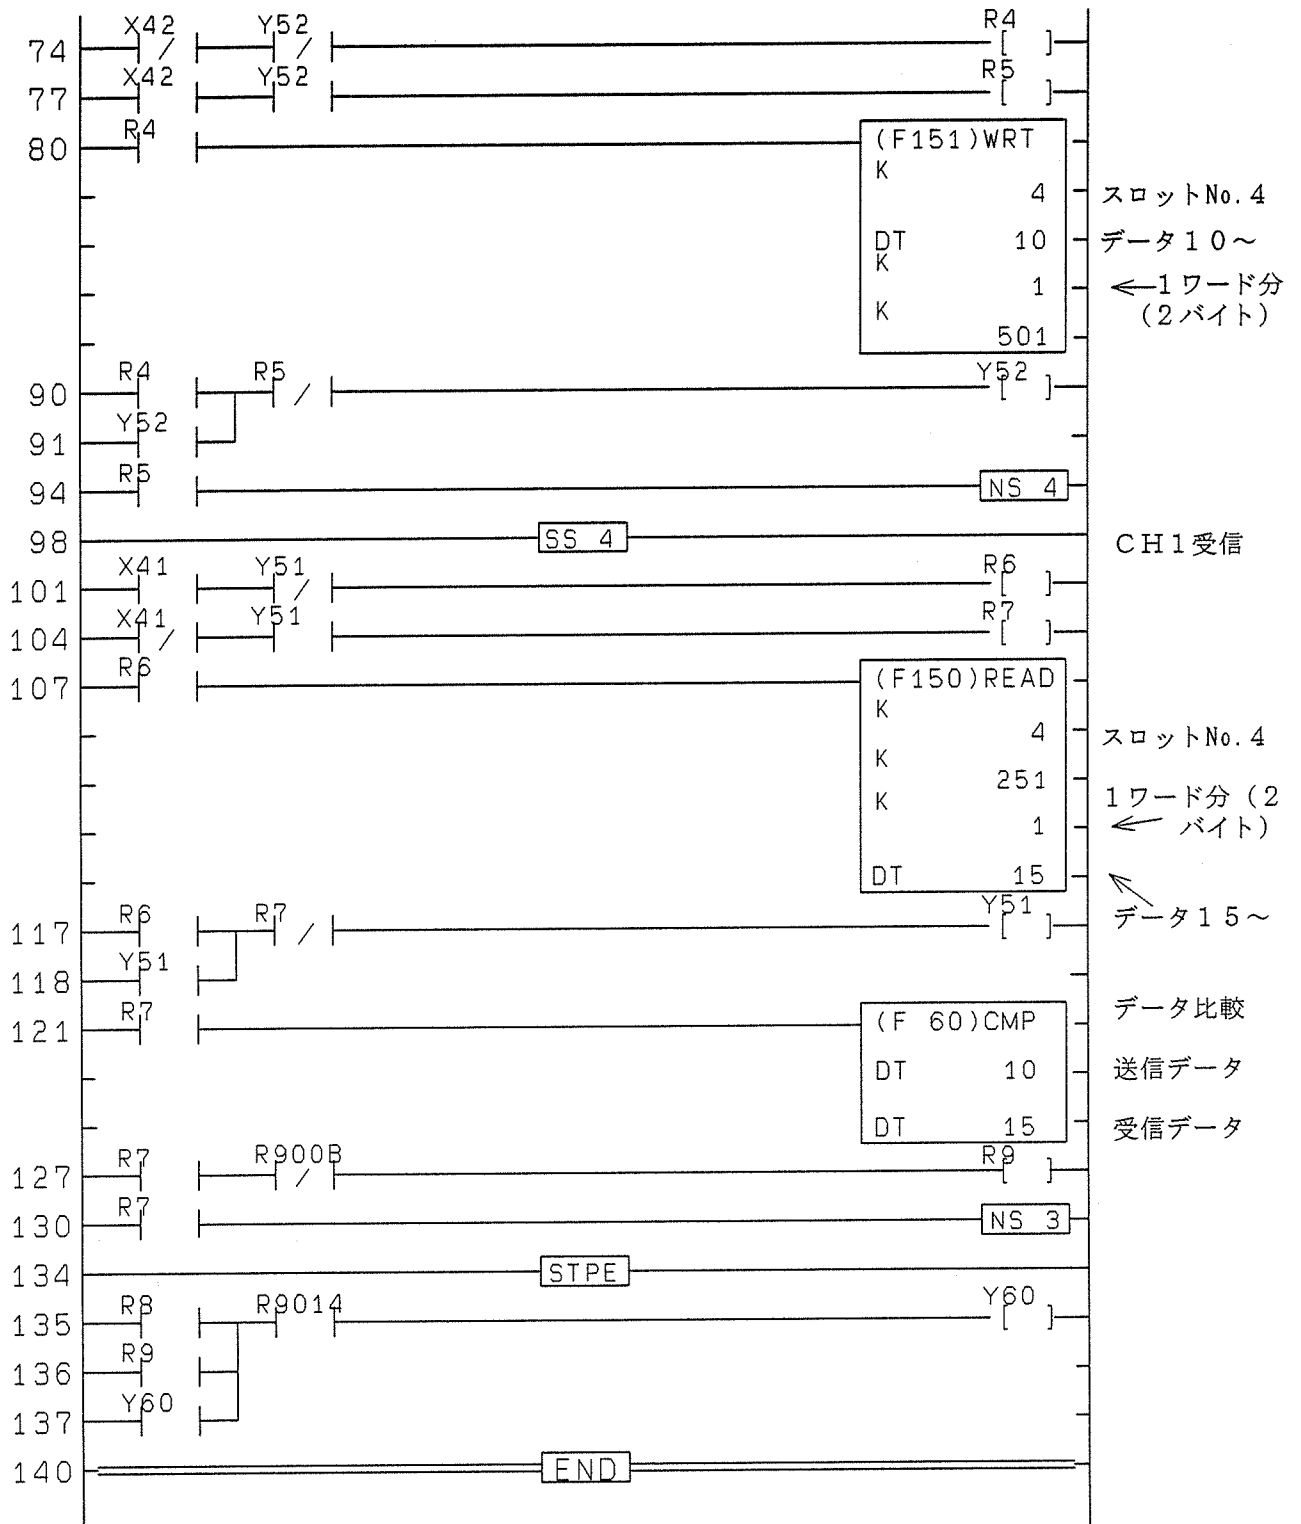 X42 Y52 R4
74
X42 Y52 R5
77
R4
80
(F151)WRT
K
4 スロットNo.4
DT 10 データ10～
K
1 ←1ワード分
K (2バイト)
501
R4 R5 Y52
90
Y52
91
R5
94 NS 4
98 SS 4 CH1受信
X41 Y51 R6
101
X41 Y51 R7
104
R6
107
(F150)READ
K
4 スロットNo.4
K
251
K 1ワード分(2
1 ← バイト)
DT 15
データ15～
R6 R7 Y51
117
Y51
118
R7 データ比較
121 (F 60)CMP
DT 10 送信データ
DT 15 受信データ
R7 R900B R9
127
R7
130 NS 3
134 STPE
R8 R9014 Y60
135
R9
136
Y60
137
140 END